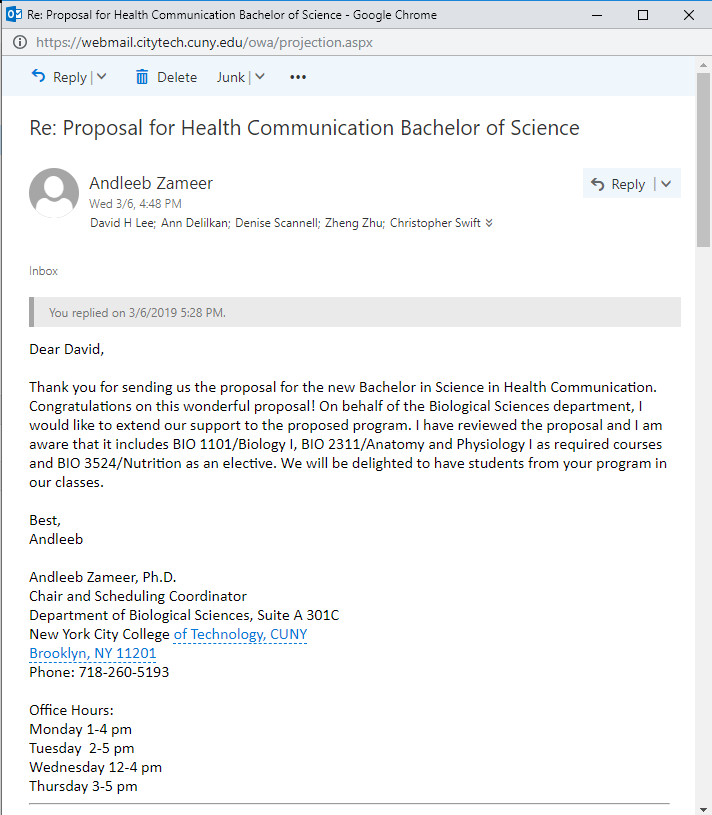 Re: Proposal for Health Communication Bachelor of Science - Google Chrome
https://webmail.citytech.cuny.edu/owa/projection.aspx
Reply | Delete Junk | •••
Re: Proposal for Health Communication Bachelor of Science
Andleeb Zameer
Reply |
Wed 3/6, 4:48 PM
David H Lee; Ann Delilkan; Denise Scannell; Zheng Zhu; Christopher Swift
Inbox
You replied on 3/6/2019 5:28 PM.
Dear David,
Thank you for sending us the proposal for the new Bachelor in Science in Health Communication.
Congratulations on this wonderful proposal! On behalf of the Biological Sciences department, I
would like to extend our support to the proposed program. I have reviewed the proposal and I am
aware that it includes BIO 1101/Biology I, BIO 2311/Anatomy and Physiology I as required courses
and BIO 3524/Nutrition as an elective. We will be delighted to have students from your program in
our classes.
Best,
Andleeb
Andleeb Zameer, Ph.D.
Chair and Scheduling Coordinator
Department of Biological Sciences, Suite A 301C
New York City College of Technology, CUNY
Brooklyn, NY 11201
Phone: 718-260-5193
Office Hours:
Monday 1-4 pm
Tuesday  2-5 pm
Wednesday 12-4 pm
Thursday 3-5 pm